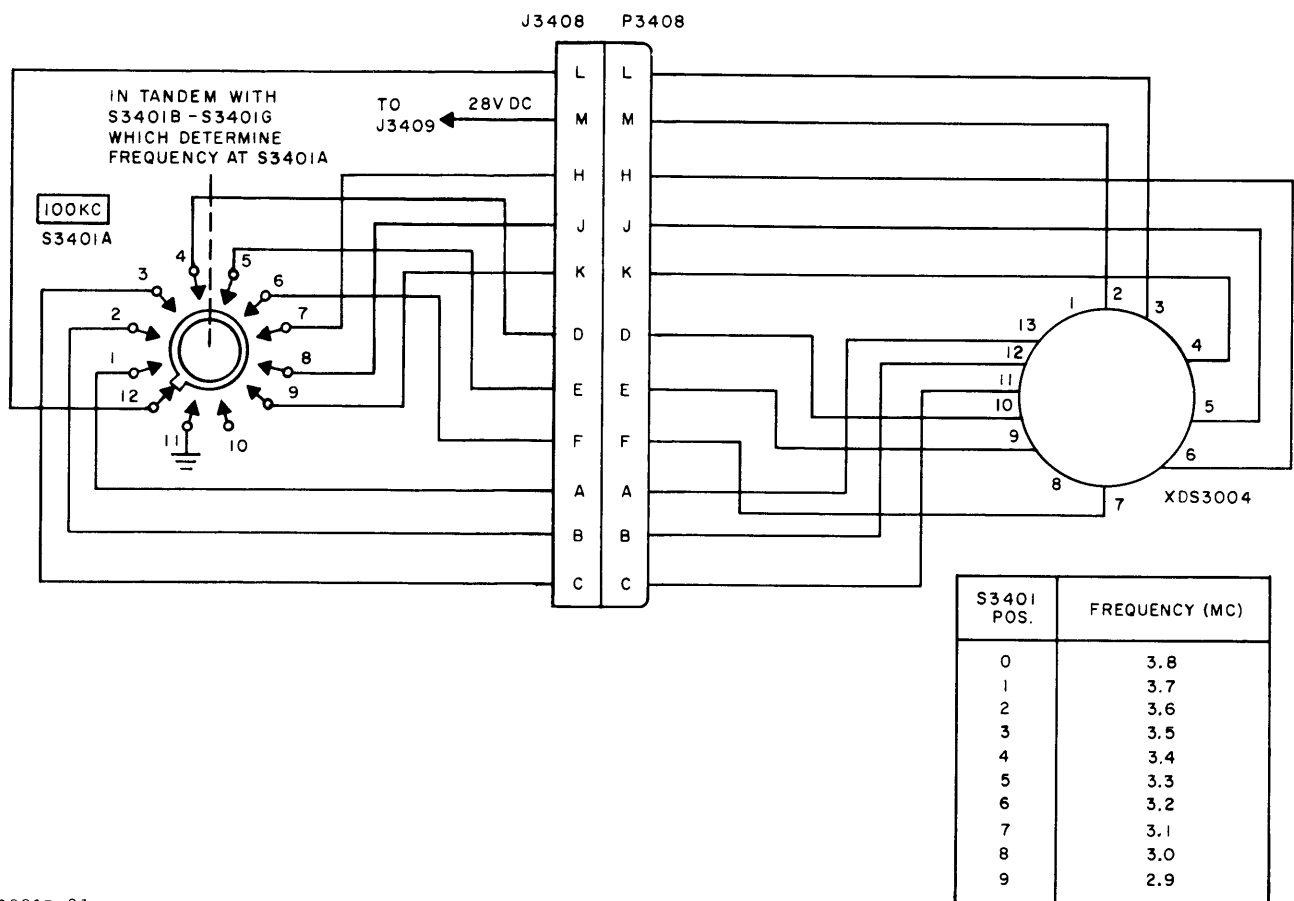 J3408 P3408
L L
IN TANDEM WITH
S3401B-S3401G
WHICH DETERMINE
FREQUENCY AT S3401A
TO
J3409
28V DC
M M
H H
100KC
S3401A
J J
K K
D D
E E
F F
A A
B B
C C
1
2
3
4
5
6
7
8
9
10
11
12
1
2
3
4
5
6
7
8
9
10
11
12
13
XDS3004
S3401
POS. FREQUENCY (MC)
0 3.8
1 3.7
2 3.6
3 3.5
4 3.4
5 3.3
6 3.2
7 3.1
8 3.0
9 2.9